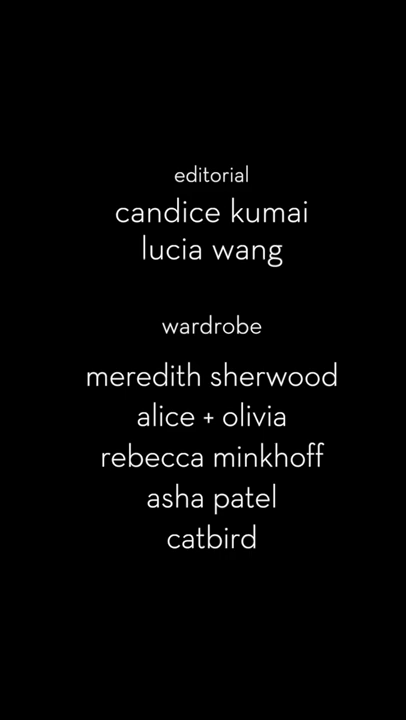 editorial
candice kumai
lucia wang
wardrobe
meredith sherwood
alice + olivia
rebecca minkhoff
asha patel
catbird